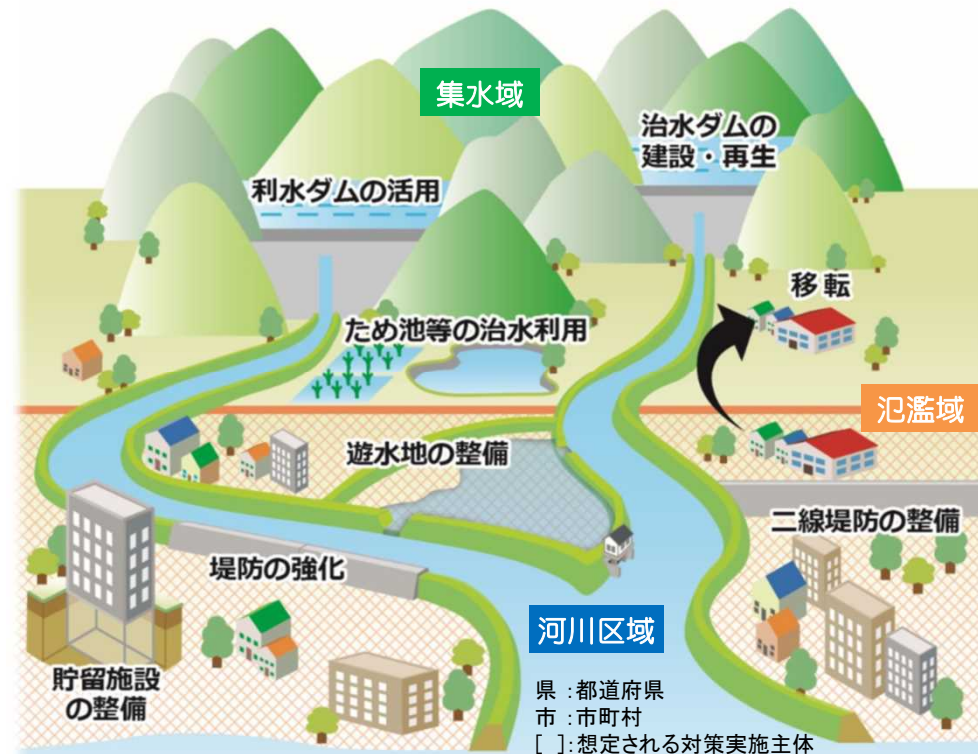 集水域
治水ダムの
建設・再生
利水ダムの活用
移転
ため池等の治水利用
氾濫域
遊水地の整備
二線堤防の整備
堤防の強化
河川区域
貯留施設
の整備
県 :都道府県
市 :市町村
[ ]:想定される対策実施主体